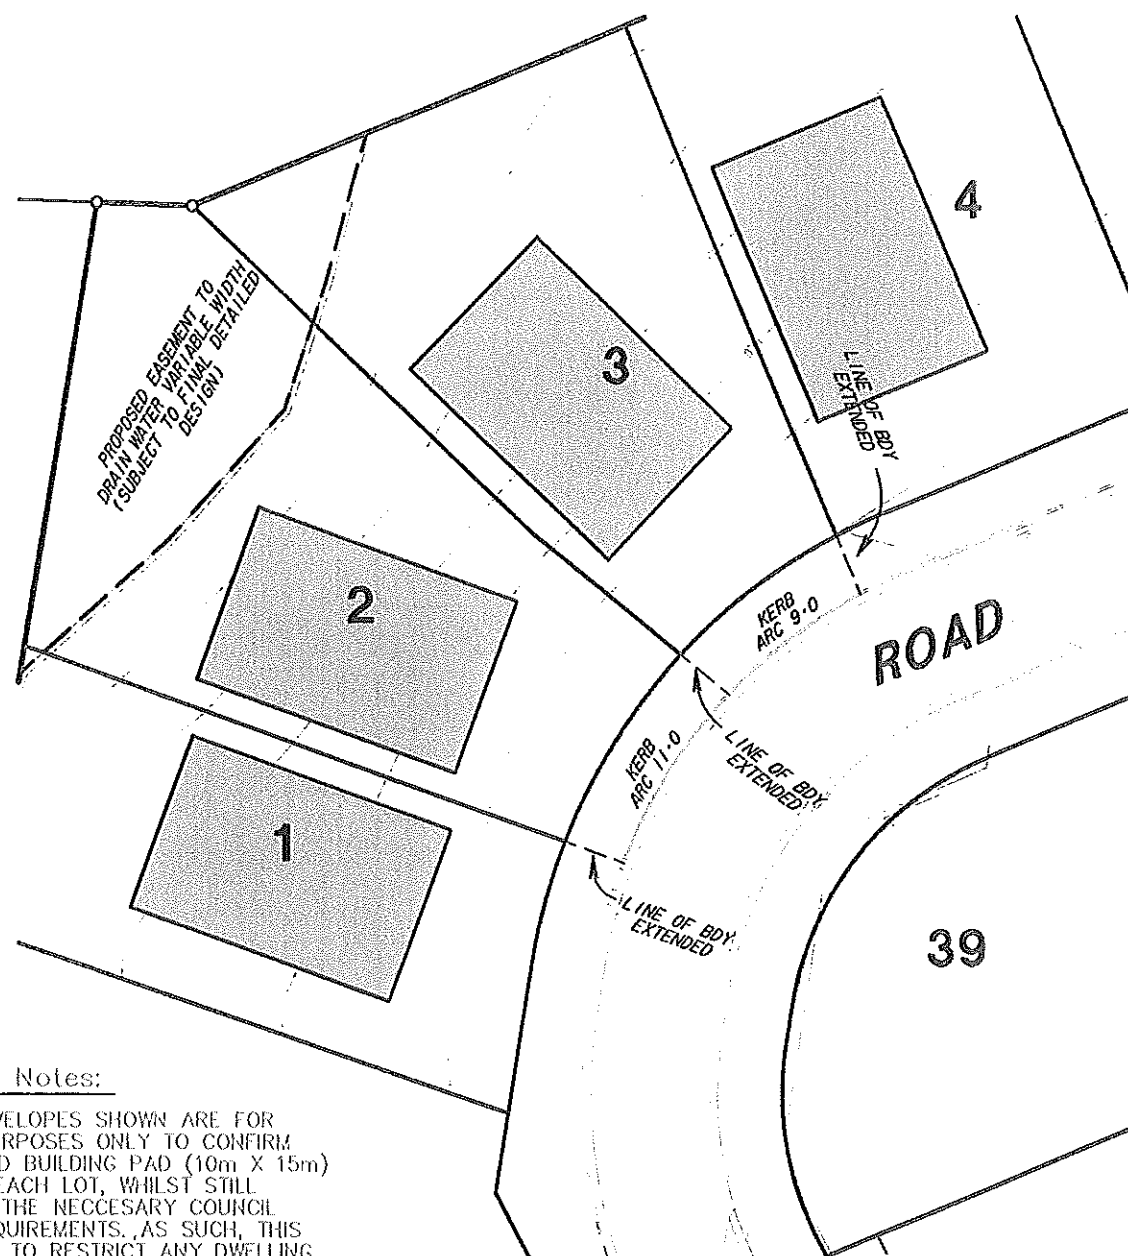 4
PROPOSED EASEMENT TO
DRAIN WATER VARIABLE WIDTH
(SUBJECT TO FINAL DETAILED
DESIGN)
3
LINE OF BDY
EXTENDED
2
KERB
ARC 9·0
ROAD
KERB
ARC 11·0
LINE OF BDY.
EXTENDED
1
LINE OF BDY.
EXTENDED
39
Notes:
VELOPES SHOWN ARE FOR
RPOSES ONLY TO CONFIRM
D BUILDING PAD (10m X 15m)
EACH LOT, WHILST STILL
THE NECCESARY COUNCIL
QUIREMENTS. AS SUCH, THIS
TO RESTRICT ANY DWELLING